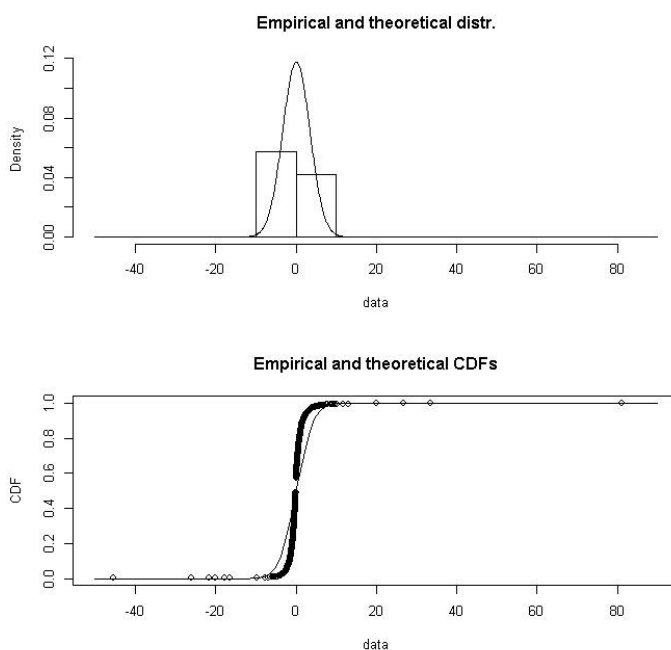 Empirical and theoretical distr.
Density
0.12
0.08
0.04
0.00
-40 -20 0 20 40 60 80
data
Empirical and theoretical CDFs
CDF
1.0
0.8
0.6
0.4
0.2
0.0
-40 -20 0 20 40 60 80
data